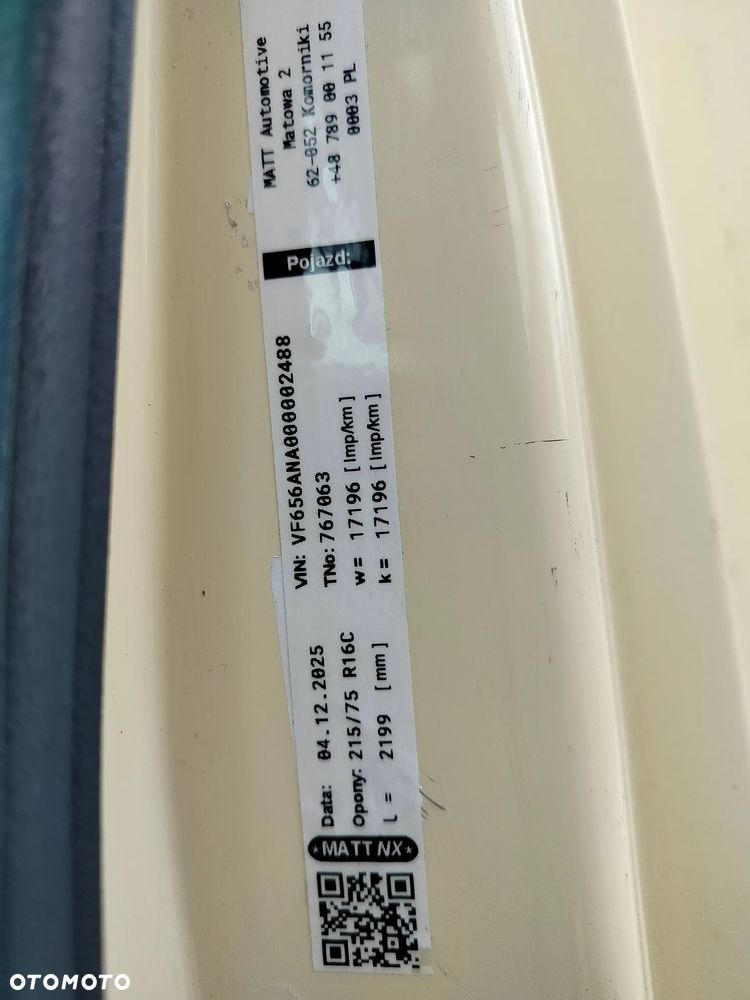 MATT Automotive
Matowa 2
62-052 Komorniki
+48 789 00 11 55
0003 PL
Pojazd:
VIN: VF656ANA000002488
TNo: 767063
w = 17196 [Imp/km]
k = 17196 [Imp/km]
Data: 04.12.2025
Opony: 215/75 R16C
L = 2199 [mm]
*MATT NX*
OTOMOTO